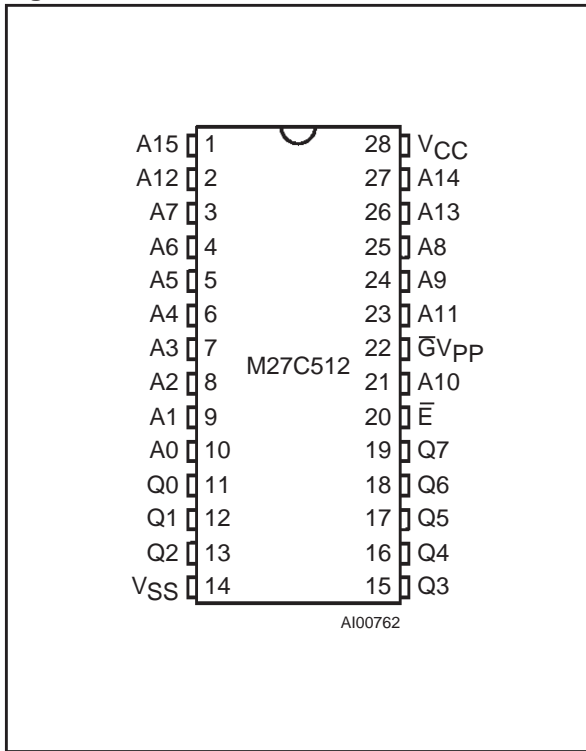 A15 1 28 VCC
A12 2 27 A14
A7 3 26 A13
A6 4 25 A8
A5 5 24 A9
A4 6 23 A11
A3 7 22 G̅VPP
M27C512
A2 8 21 A10
A1 9 20 E̅
A0 10 19 Q7
Q0 11 18 Q6
Q1 12 17 Q5
Q2 13 16 Q4
VSS 14 15 Q3
AI00762